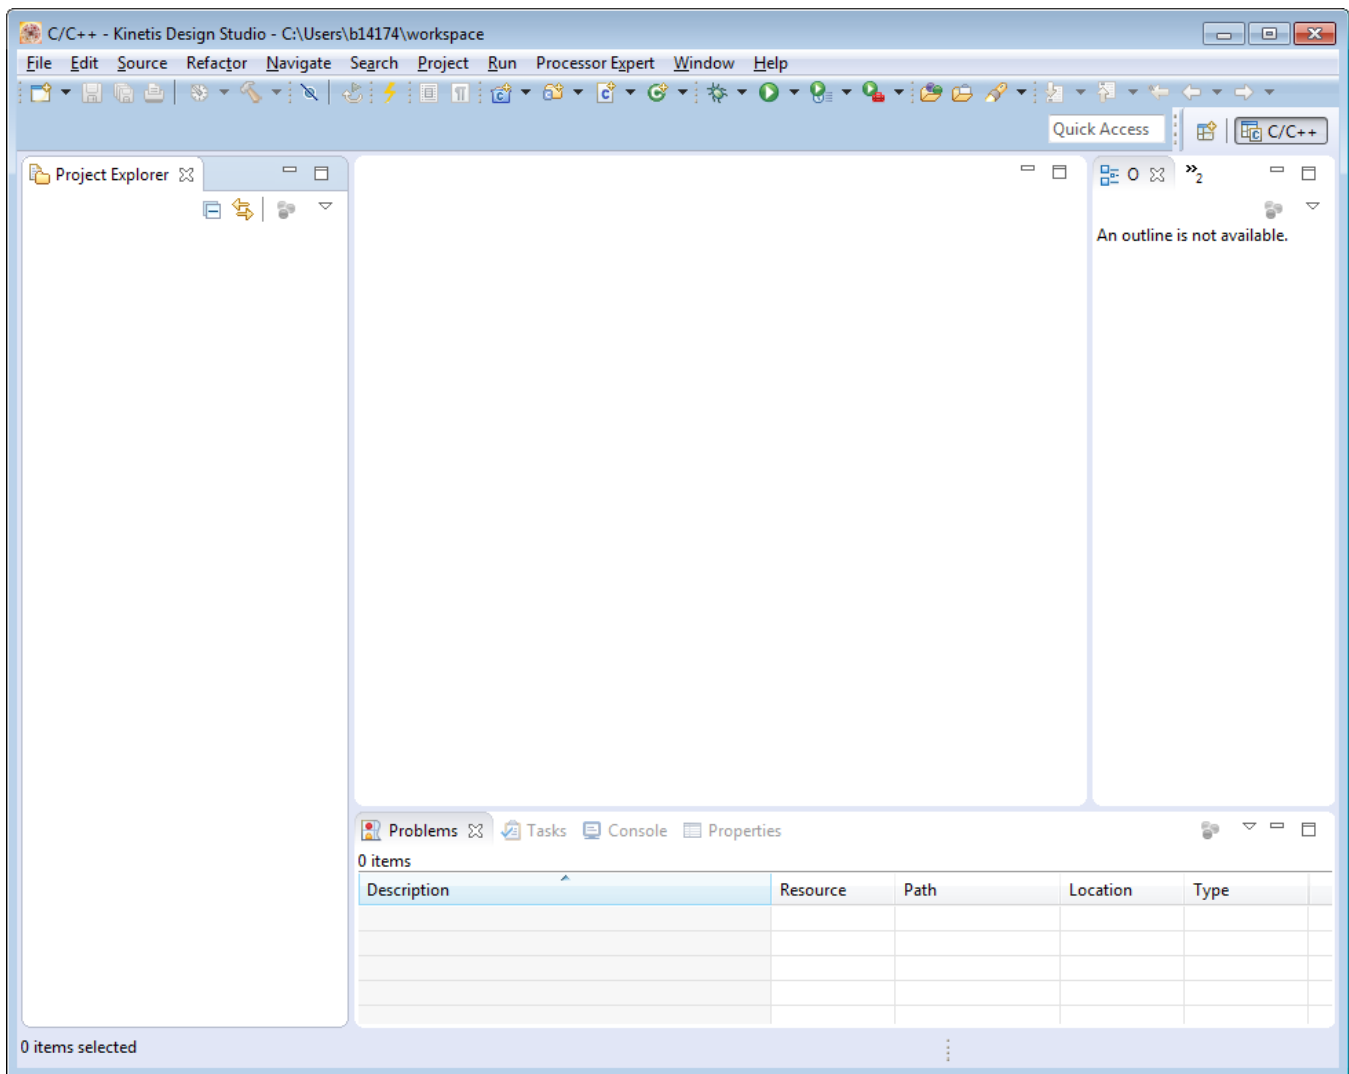 C/C++ - Kinetis Design Studio - C:\Users\b14174\workspace
File Edit Source Refactor Navigate Search Project Run Processor Expert Window Help
Quick Access C/C++
Project Explorer
O »2
An outline is not available.
Problems Tasks Console Properties
0 items
Description Resource Path Location Type
0 items selected